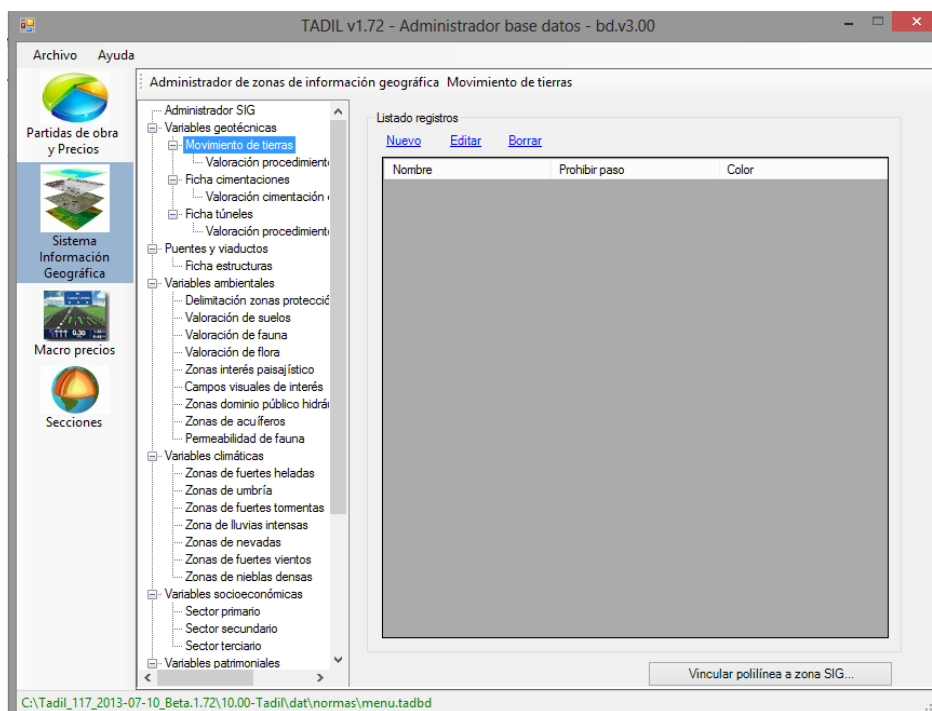 TADIL v1.72 - Administrador base datos - bd.v3.00
Archivo Ayuda
Partidas de obra
y Precios
Sistema
Información
Geográfica
Macro precios
Secciones
Administrador de zonas de información geográfica Movimiento de tierras
Administrador SIG
Variables geotécnicas
Movimiento de tierras
Valoración procedimient
Ficha cimentaciones
Valoración cimentación
Ficha túneles
Valoración procedimient
Puentes y viaductos
Ficha estructuras
Variables ambientales
Delimitación zonas protecció
Valoración de suelos
Valoración de fauna
Valoración de flora
Zonas interés paisajístico
Campos visuales de interés
Zonas dominio público hidrá
Zonas de acuíferos
Permeabilidad de fauna
Variables climáticas
Zonas de fuertes heladas
Zonas de umbría
Zonas de fuertes tormentas
Zona de lluvias intensas
Zonas de nevadas
Zonas de fuertes vientos
Zonas de nieblas densas
Variables socioeconómicas
Sector primario
Sector secundario
Sector terciario
Variables patrimoniales
Listado registros
Nuevo Editar Borrar
Nombre Prohibir paso Color
Vincular polilínea a zona SIG...
C:\Tadil_117_2013-07-10_Beta.1.72\10.00-Tadil\dat\normas\menu.tadbd